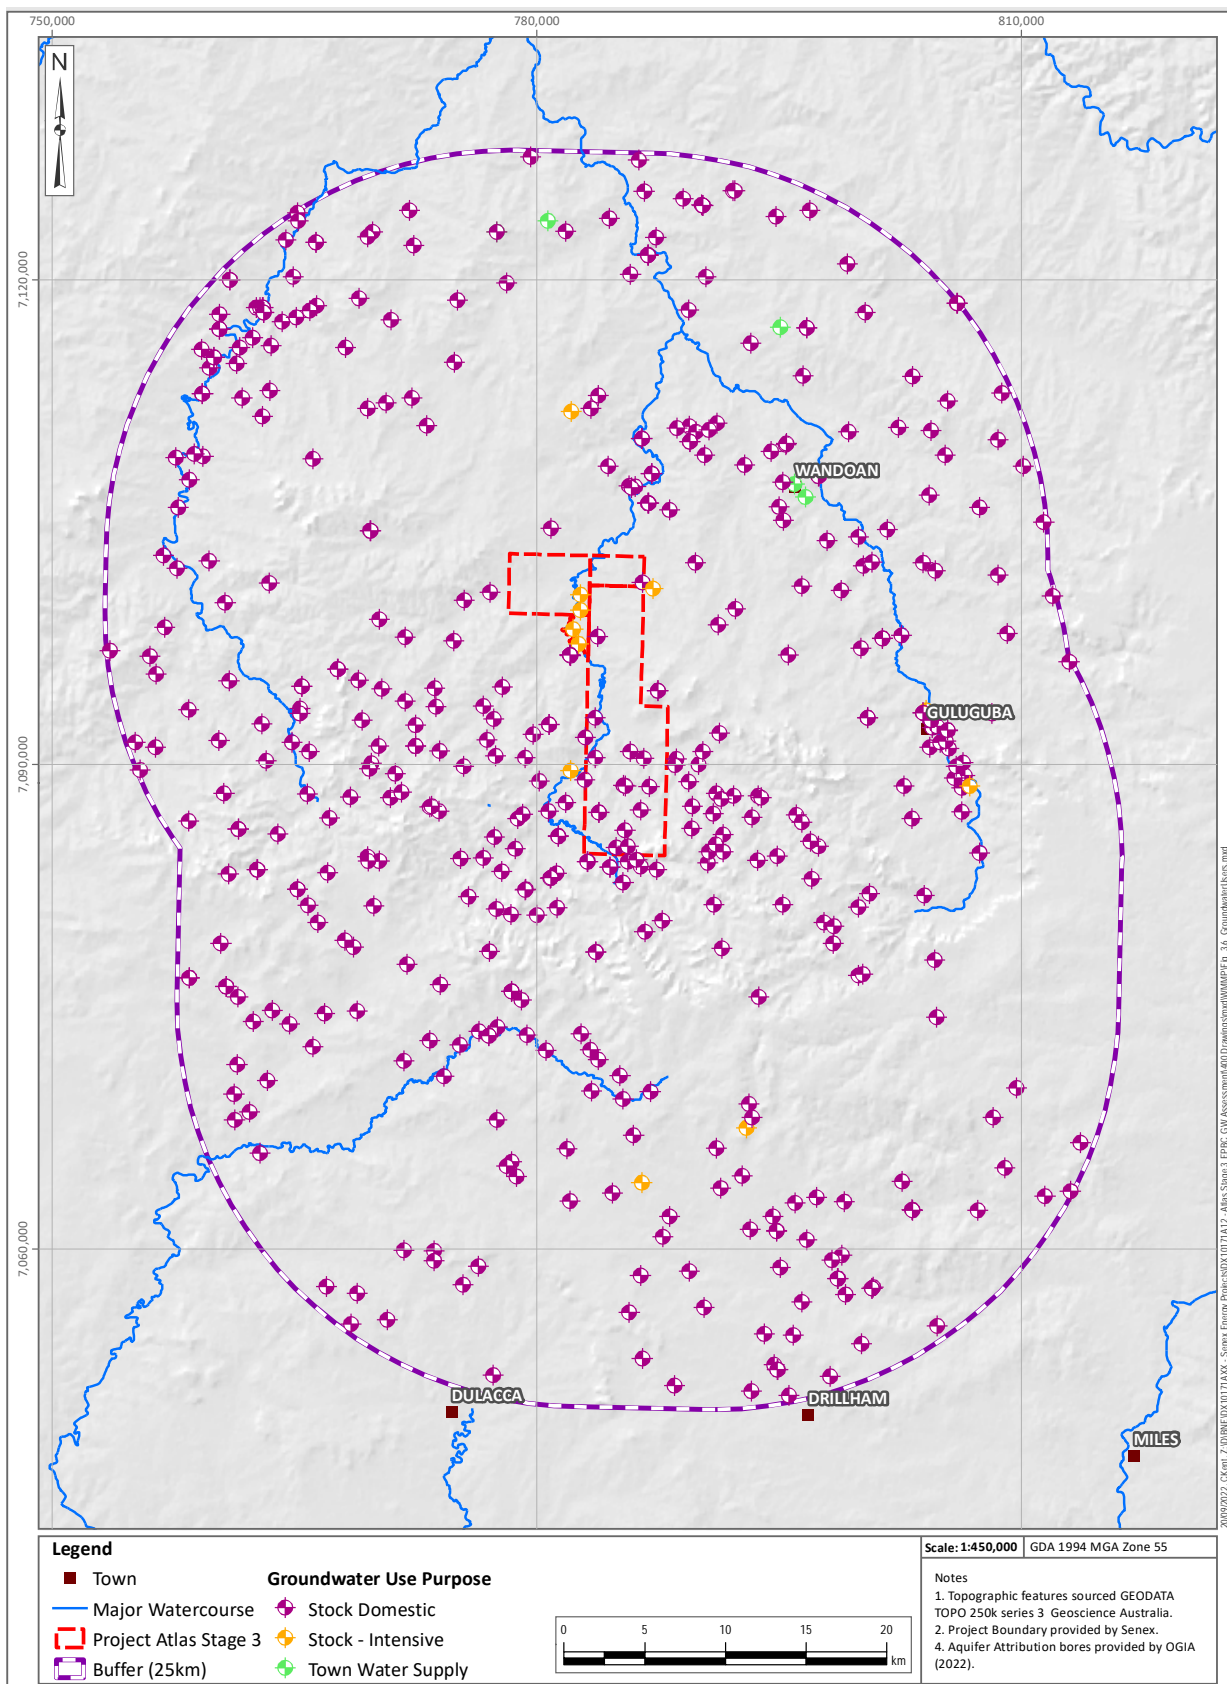 750,000
780,000
810,000
N
7,120,000
WANDOAN
GULUGUBA
7,090,000
7,060,000
DULACCA
DRILLHAM
MILES
Legend
Town
Major Watercourse
Project Atlas Stage 3
Buffer (25km)
Groundwater Use Purpose
Stock Domestic
Stock - Intensive
Town Water Supply
0 5 10 15 20
km
Scale: 1:450,000
GDA 1994 MGA Zone 55
Notes
1. Topographic features sourced GEODATA
TOPO 250k series 3 Geoscience Australia.
2. Project Boundary provided by Senex.
4. Aquifer Attribution bores provided by OGIA
(2022).